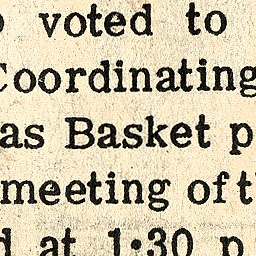 voted to
Coordinating
as Basket p
meeting of t
d at 1:30 p